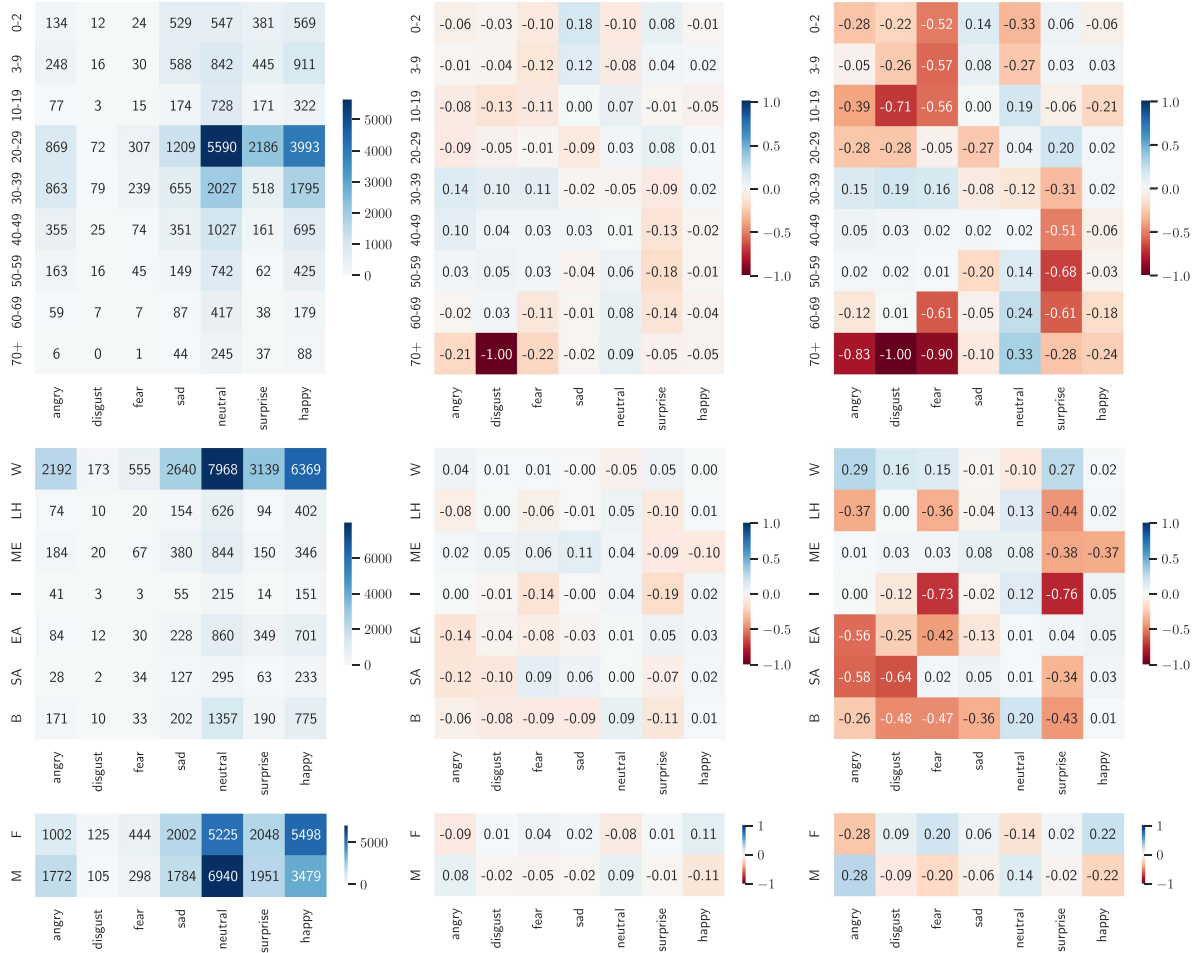 0-2 134 12 24 529 547 381 569
3-9 248 16 30 588 842 445 911
10-19 77 3 15 174 728 171 322
20-29 869 72 307 1209 5590 2186 3993
30-39 863 79 239 655 2027 518 1795
40-49 355 25 74 351 1027 161 695
50-59 163 16 45 149 742 62 425
60-69 59 7 7 87 417 38 179
70+ 6 0 1 44 245 37 88
angry disgust fear sad neutral surprise happy
5000
4000
3000
2000
1000
0
0-2 -0.06 -0.03 -0.10 0.18 -0.10 0.08 -0.01
3-9 -0.01 -0.04 -0.12 0.12 -0.08 0.04 0.02
10-19 -0.08 -0.13 -0.11 0.00 0.07 -0.01 -0.05
20-29 -0.09 -0.05 -0.01 -0.09 0.03 0.08 0.01
30-39 0.14 0.10 0.11 -0.02 -0.05 -0.09 0.02
40-49 0.10 0.04 0.03 0.03 0.01 -0.13 -0.02
50-59 0.03 0.05 0.03 -0.04 0.06 -0.18 -0.01
60-69 -0.02 0.03 -0.11 -0.01 0.08 -0.14 -0.04
70+ -0.21 -1.00 -0.22 -0.02 0.09 -0.05 -0.05
angry disgust fear sad neutral surprise happy
1.0
0.5
0.0
-0.5
-1.0
0-2 -0.28 -0.22 -0.52 0.14 -0.33 0.06 -0.06
3-9 -0.05 -0.26 -0.57 0.08 -0.27 0.03 0.03
10-19 -0.39 -0.71 -0.56 0.00 0.19 -0.06 -0.21
20-29 -0.28 -0.28 -0.05 -0.27 0.04 0.20 0.02
30-39 0.15 0.19 0.16 -0.08 -0.12 -0.31 0.02
40-49 0.05 0.03 0.02 0.02 0.02 -0.51 -0.06
50-59 0.02 0.02 0.01 -0.20 0.14 -0.68 -0.03
60-69 -0.12 0.01 -0.61 -0.05 0.24 -0.61 -0.18
70+ -0.83 -1.00 -0.90 -0.10 0.33 -0.28 -0.24
angry disgust fear sad neutral surprise happy
1.0
0.5
0.0
-0.5
-1.0
W 2192 173 555 2640 7968 3139 6369
LH 74 10 20 154 626 94 402
ME 184 20 67 380 844 150 346
I 41 3 3 55 215 14 151
EA 84 12 30 228 860 349 701
SA 28 2 34 127 295 63 233
B 171 10 33 202 1357 190 775
angry disgust fear sad neutral surprise happy
6000
4000
2000
0
W 0.04 0.01 0.01 -0.00 -0.05 0.05 0.00
LH -0.08 0.00 -0.06 -0.01 0.05 -0.10 0.01
ME 0.02 0.05 0.06 0.11 0.04 -0.09 -0.10
I 0.00 -0.01 -0.14 -0.00 0.04 -0.19 0.02
EA -0.14 -0.04 -0.08 -0.03 0.01 0.05 0.03
SA -0.12 -0.10 0.09 0.06 0.00 -0.07 0.02
B -0.06 -0.08 -0.09 -0.09 0.09 -0.11 0.01
angry disgust fear sad neutral surprise happy
1.0
0.5
0.0
-0.5
-1.0
W 0.29 0.16 0.15 -0.01 -0.10 0.27 0.02
LH -0.37 0.00 -0.36 -0.04 0.13 -0.44 0.02
ME 0.01 0.03 0.03 0.08 0.08 -0.38 -0.37
I 0.00 -0.12 -0.73 -0.02 0.12 -0.76 0.05
EA -0.56 -0.25 -0.42 -0.13 0.01 0.04 0.05
SA -0.58 -0.64 0.02 0.05 0.01 -0.34 0.03
B -0.26 -0.48 -0.47 -0.36 0.20 -0.43 0.01
angry disgust fear sad neutral surprise happy
1.0
0.5
0.0
-0.5
-1.0
F 1002 125 444 2002 5225 2048 5498
M 1772 105 298 1784 6940 1951 3479
angry disgust fear sad neutral surprise happy
5000
0
F -0.09 0.01 0.04 0.02 -0.08 0.01 0.11
M 0.08 -0.02 -0.05 -0.02 0.07 -0.01 -0.11
angry disgust fear sad neutral surprise happy
1
0
-1
F -0.28 0.09 0.20 0.06 -0.14 0.02 0.22
M 0.28 -0.09 -0.20 -0.06 0.14 -0.02 -0.22
angry disgust fear sad neutral surprise happy
1
0
-1